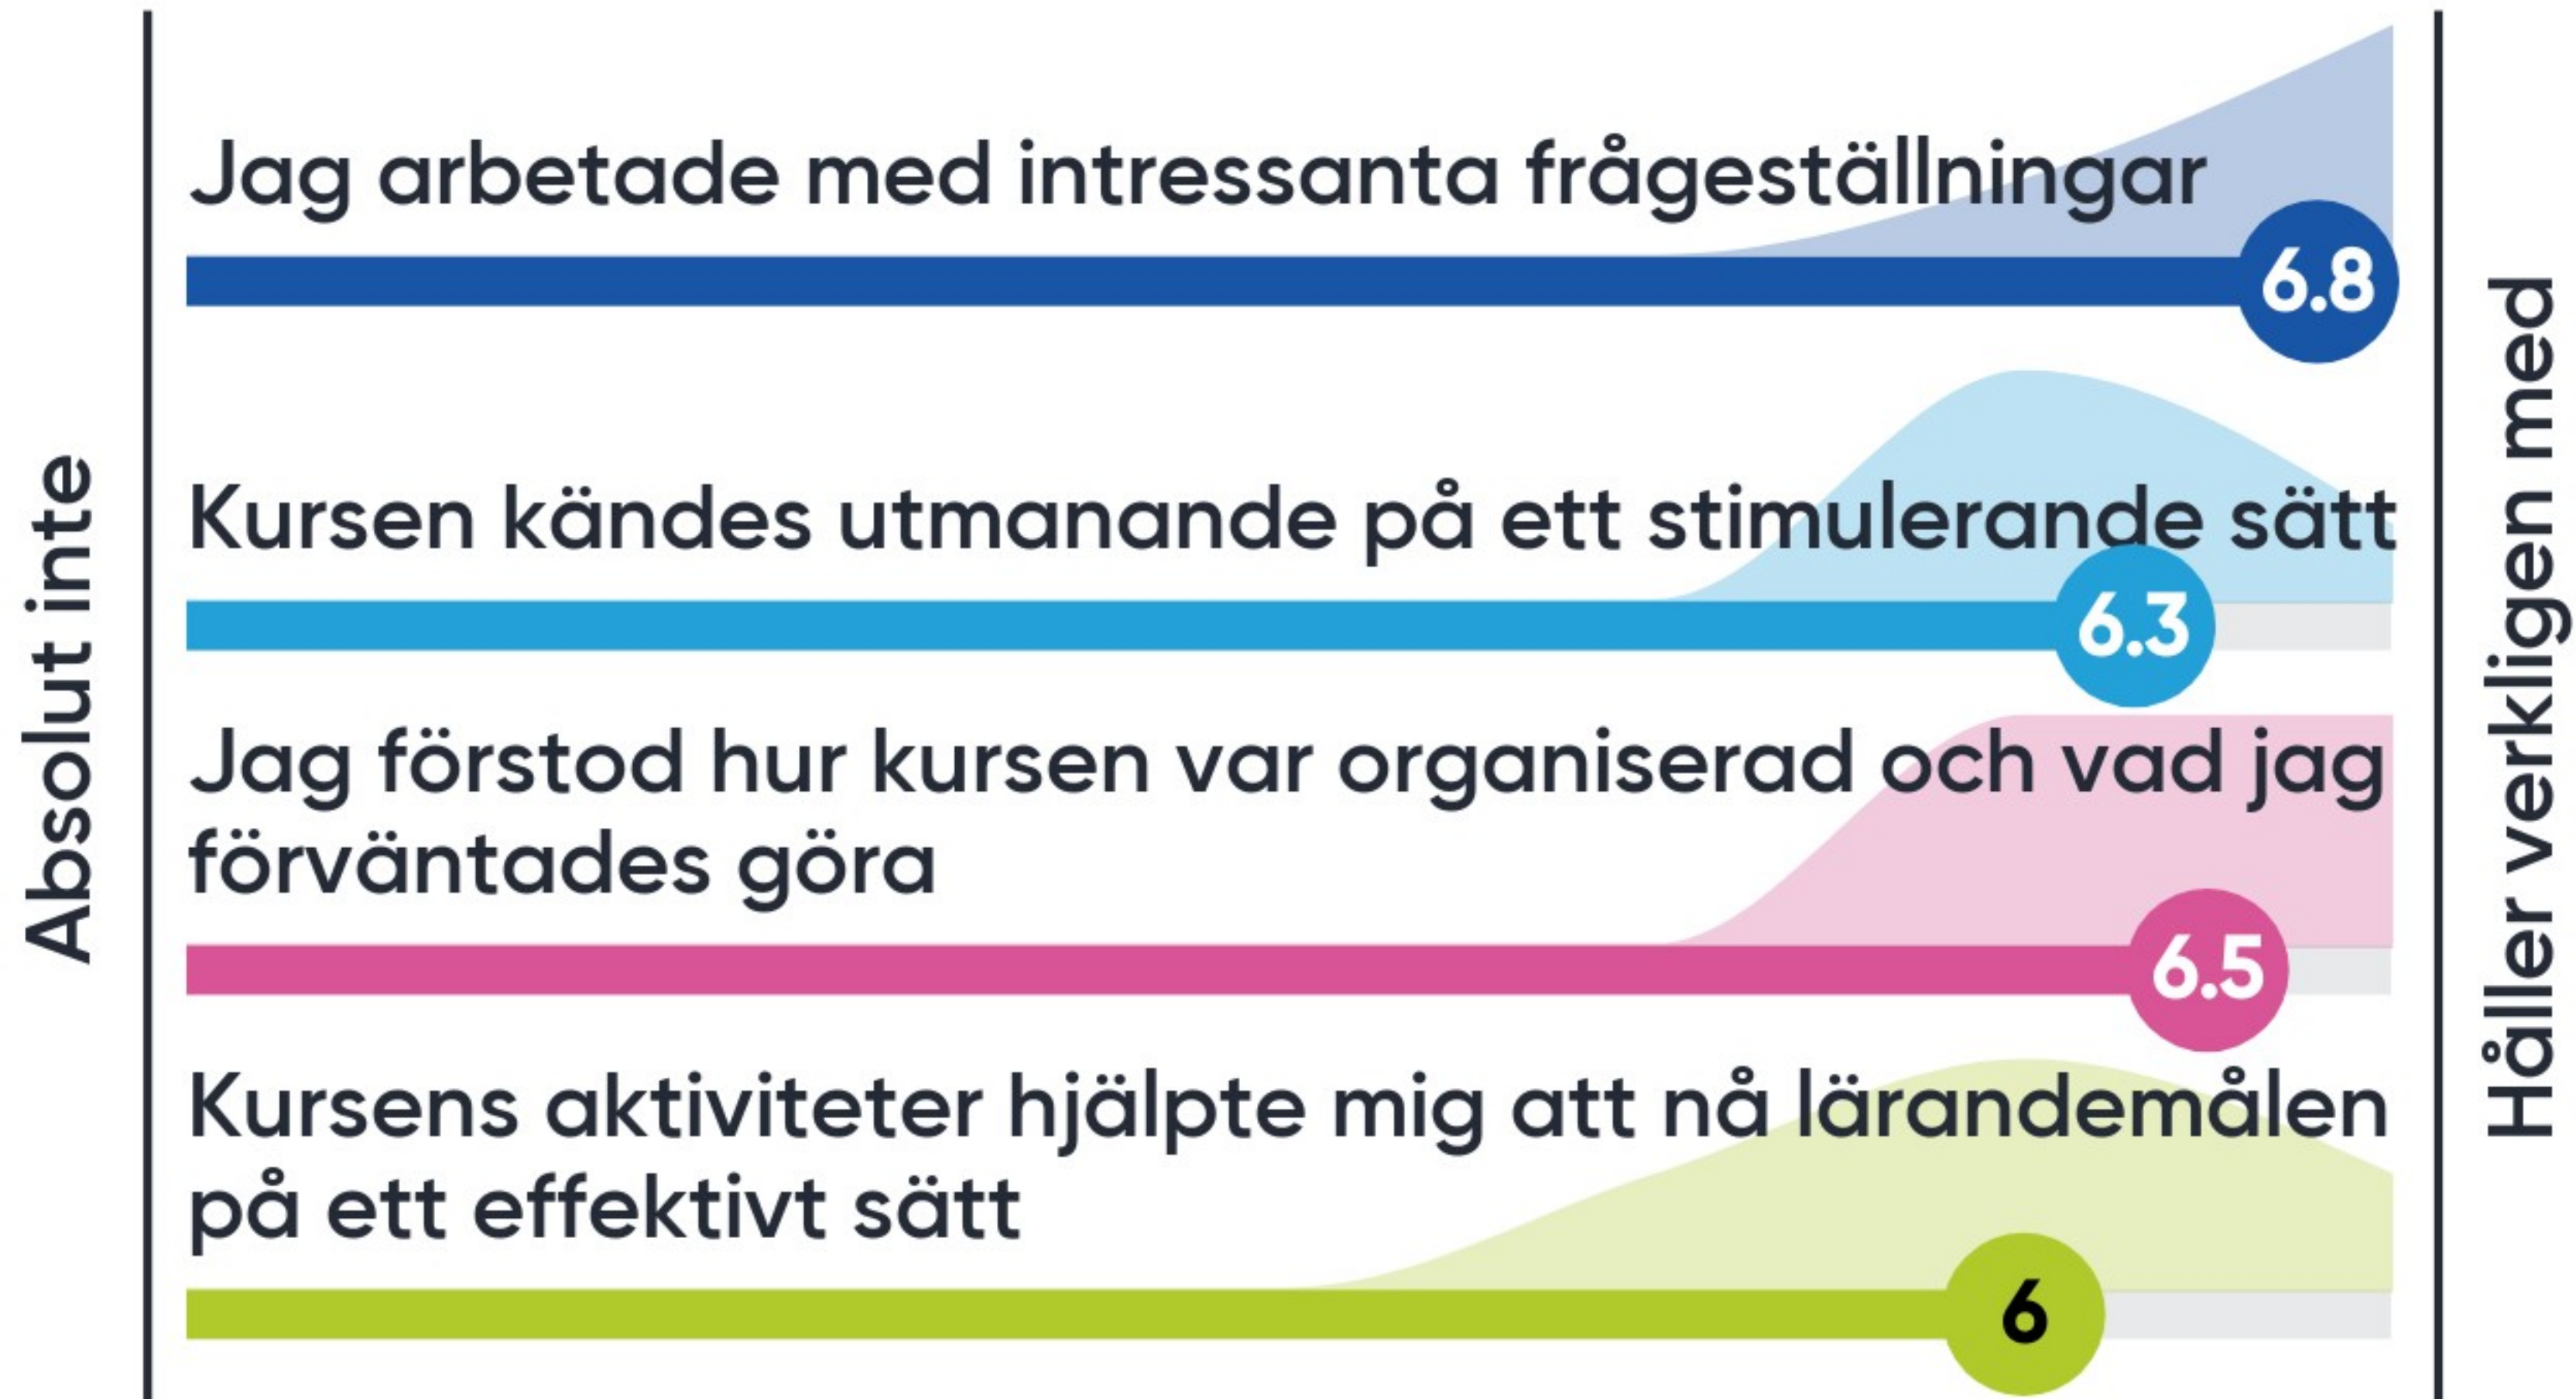 Absolut inte
Jag arbetade med intressanta frågeställningar
6.8
Kursen kändes utmanande på ett stimulerande sätt
6.3
Jag förstod hur kursen var organiserad och vad jag
förväntades göra
6.5
Kursens aktiviteter hjälpte mig att nå lärandemålen
på ett effektivt sätt
6
Håller verkligen med